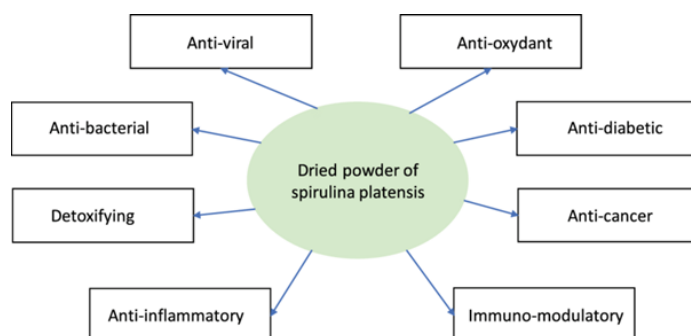 Anti-viral
Anti-oxydant
Anti-bacterial
Anti-diabetic
Dried powder of
spirulina platensis
Detoxifying
Anti-cancer
Anti-inflammatory
Immuno-modulatory